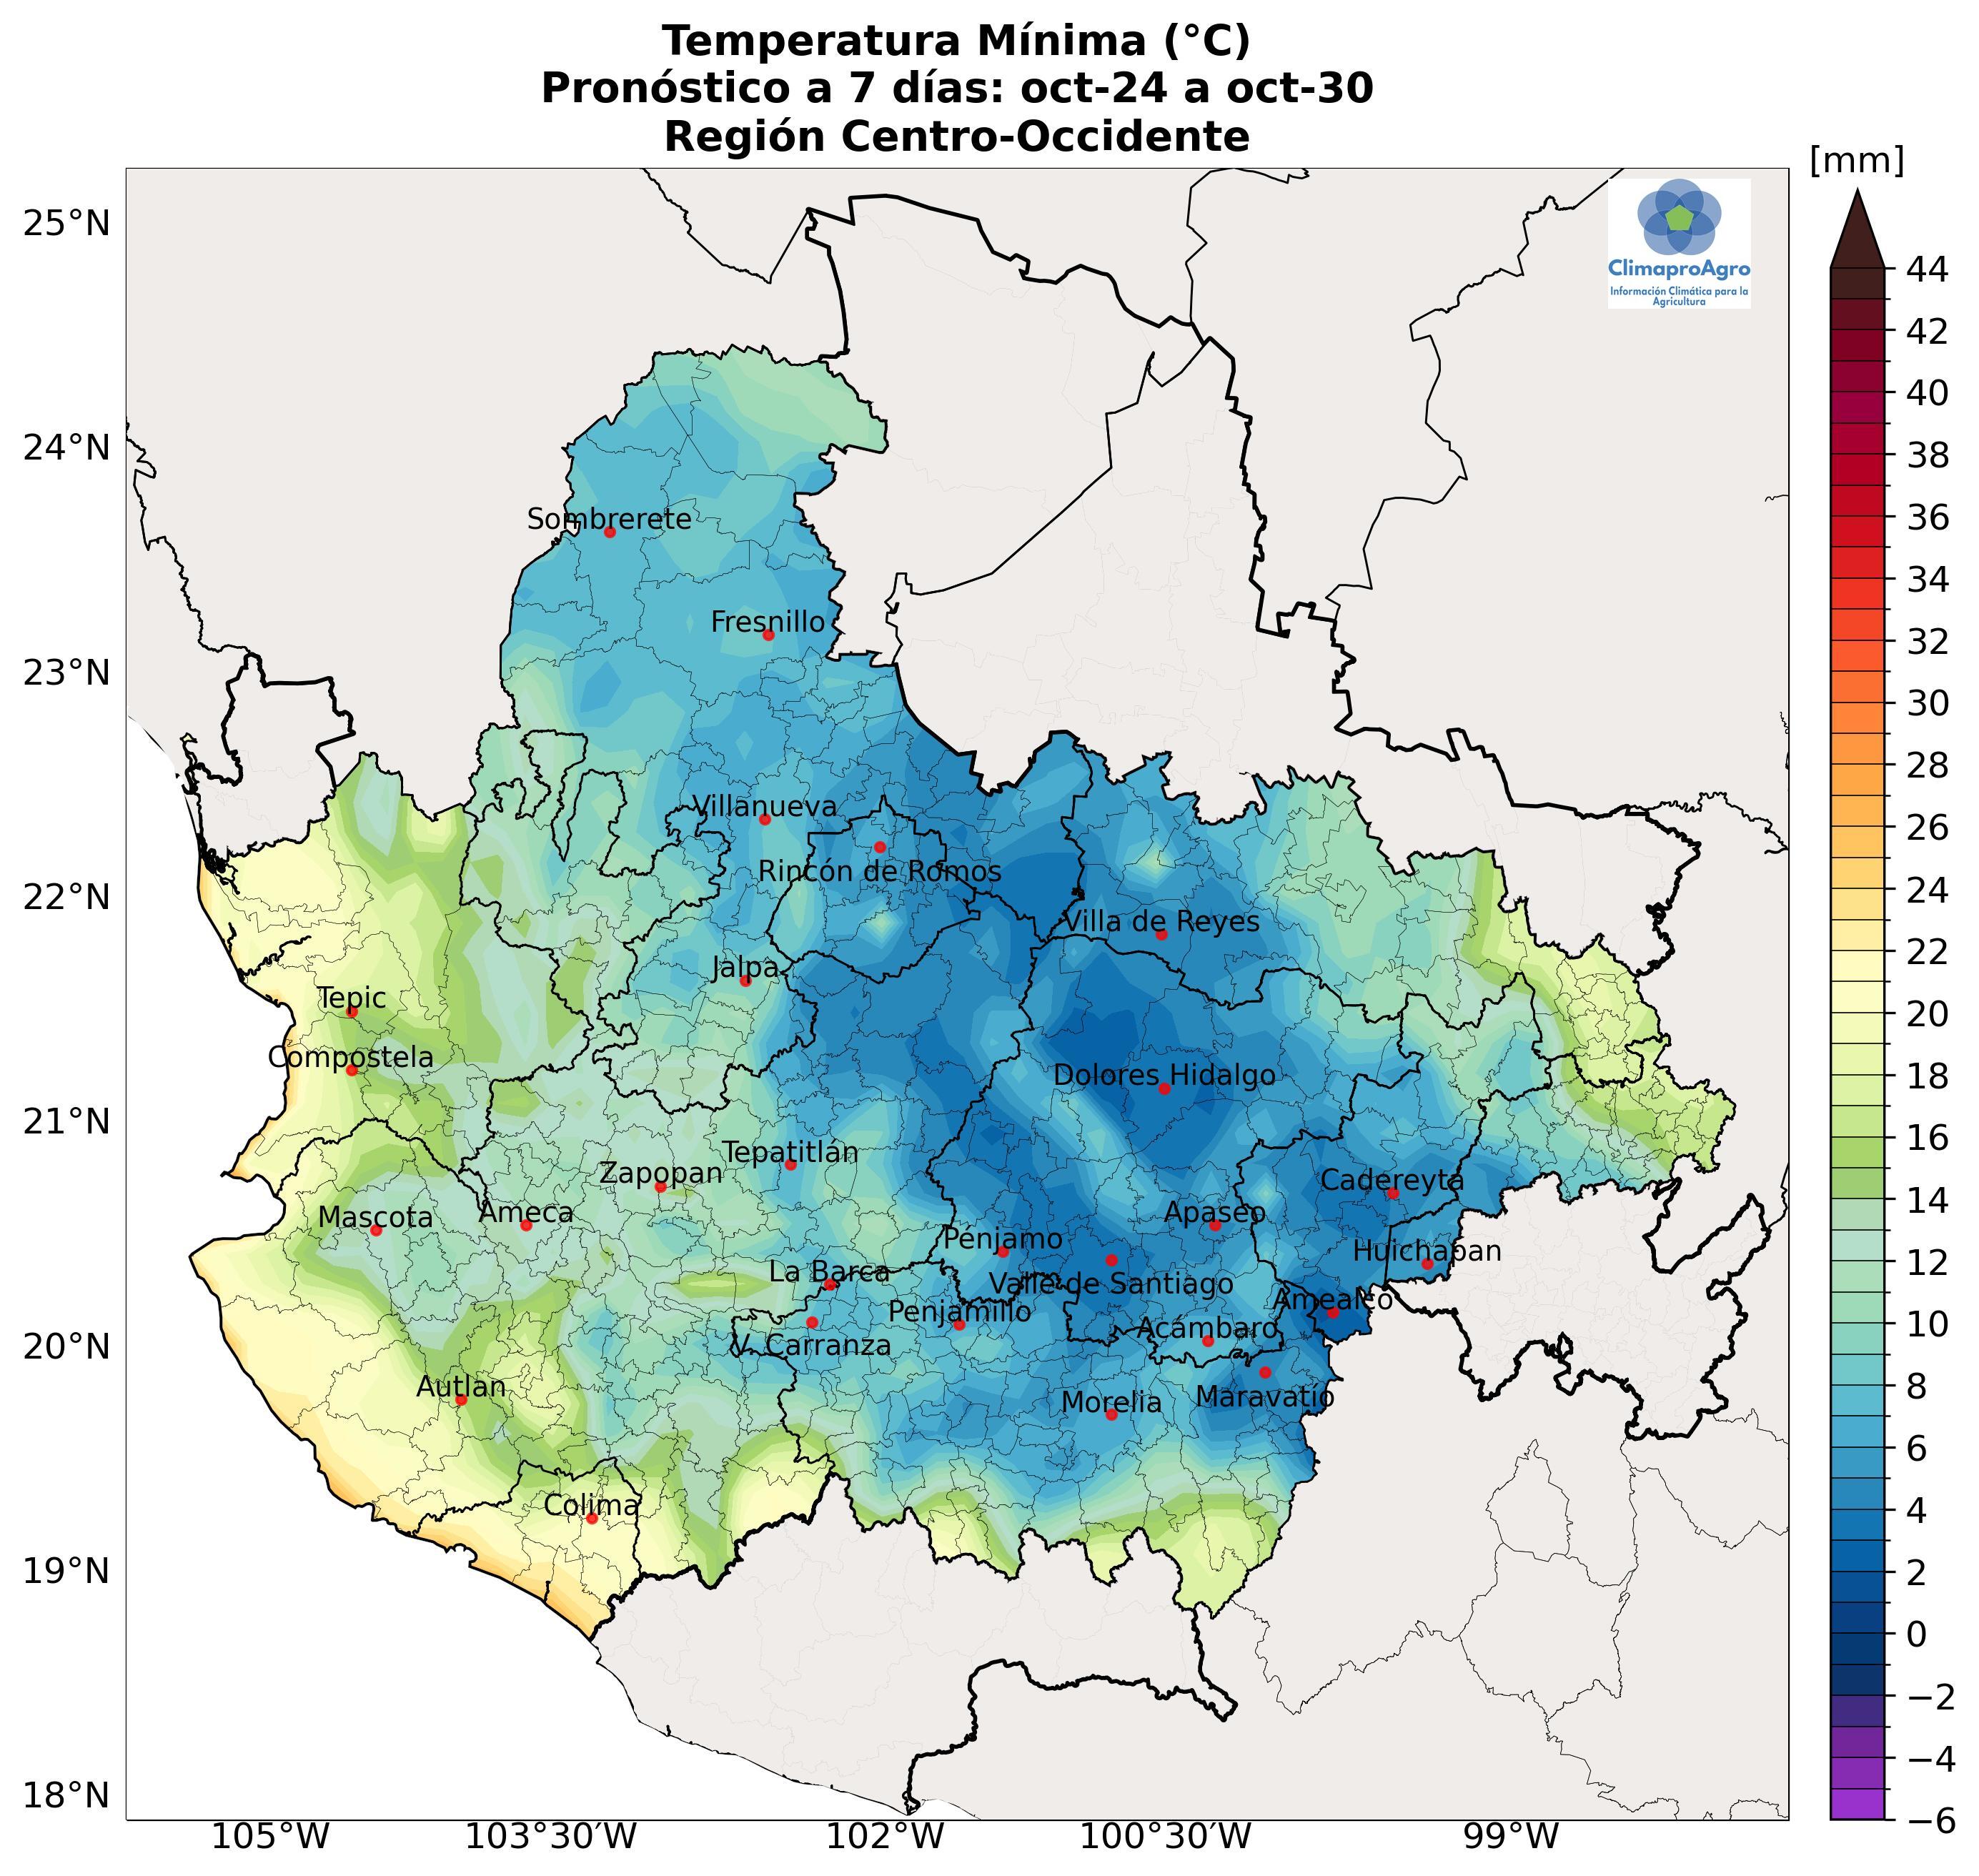 Temperatura Mínima (°C)
Pronóstico a 7 días: oct-24 a oct-30
Región Centro-Occidente
[mm]
ClimaproAgro
Información Climática para la
Agricultura
25°N
24°N
23°N
22°N
21°N
20°N
19°N
18°N
Sombrerete
Fresnillo
Villanueva
Rincón de Romos
Villa de Reyes
Jalpa
Tepic
Compostela
Dolores Hidalgo
Tepatitlán
Zapopan
Cadereyta
Mascota
Ameca
Apaseo
Pénjamo
Huichapan
La Barca
Valle de Santiago
Amealco
Penjamillo
Acámbaro
V. Carranza
Autlan
Morelia
Maravatio
Colima
105°W
103°30'W
102°W
100°30'W
99°W
44
42
40
38
36
34
32
30
28
26
24
22
20
18
16
14
12
10
8
6
4
2
0
−2
−4
−6